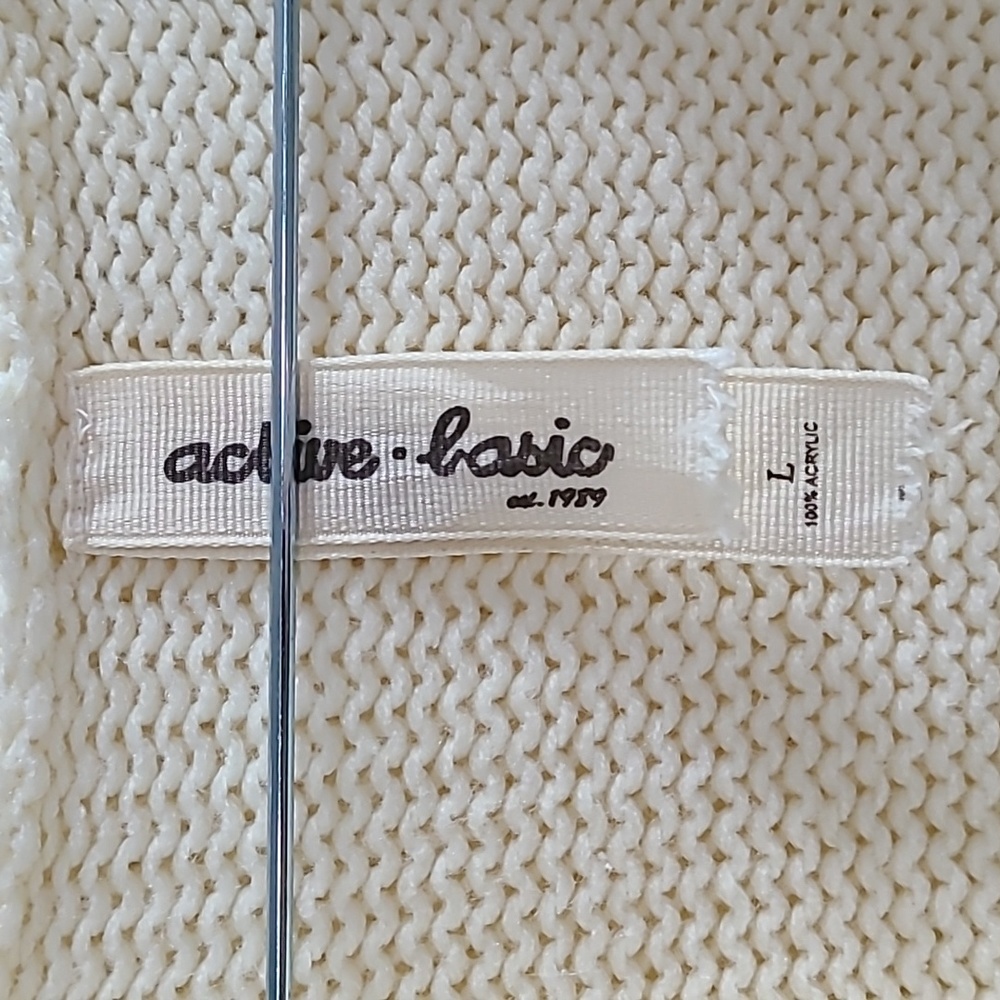 active·basic
est. 1989
L
100% ACRYLIC